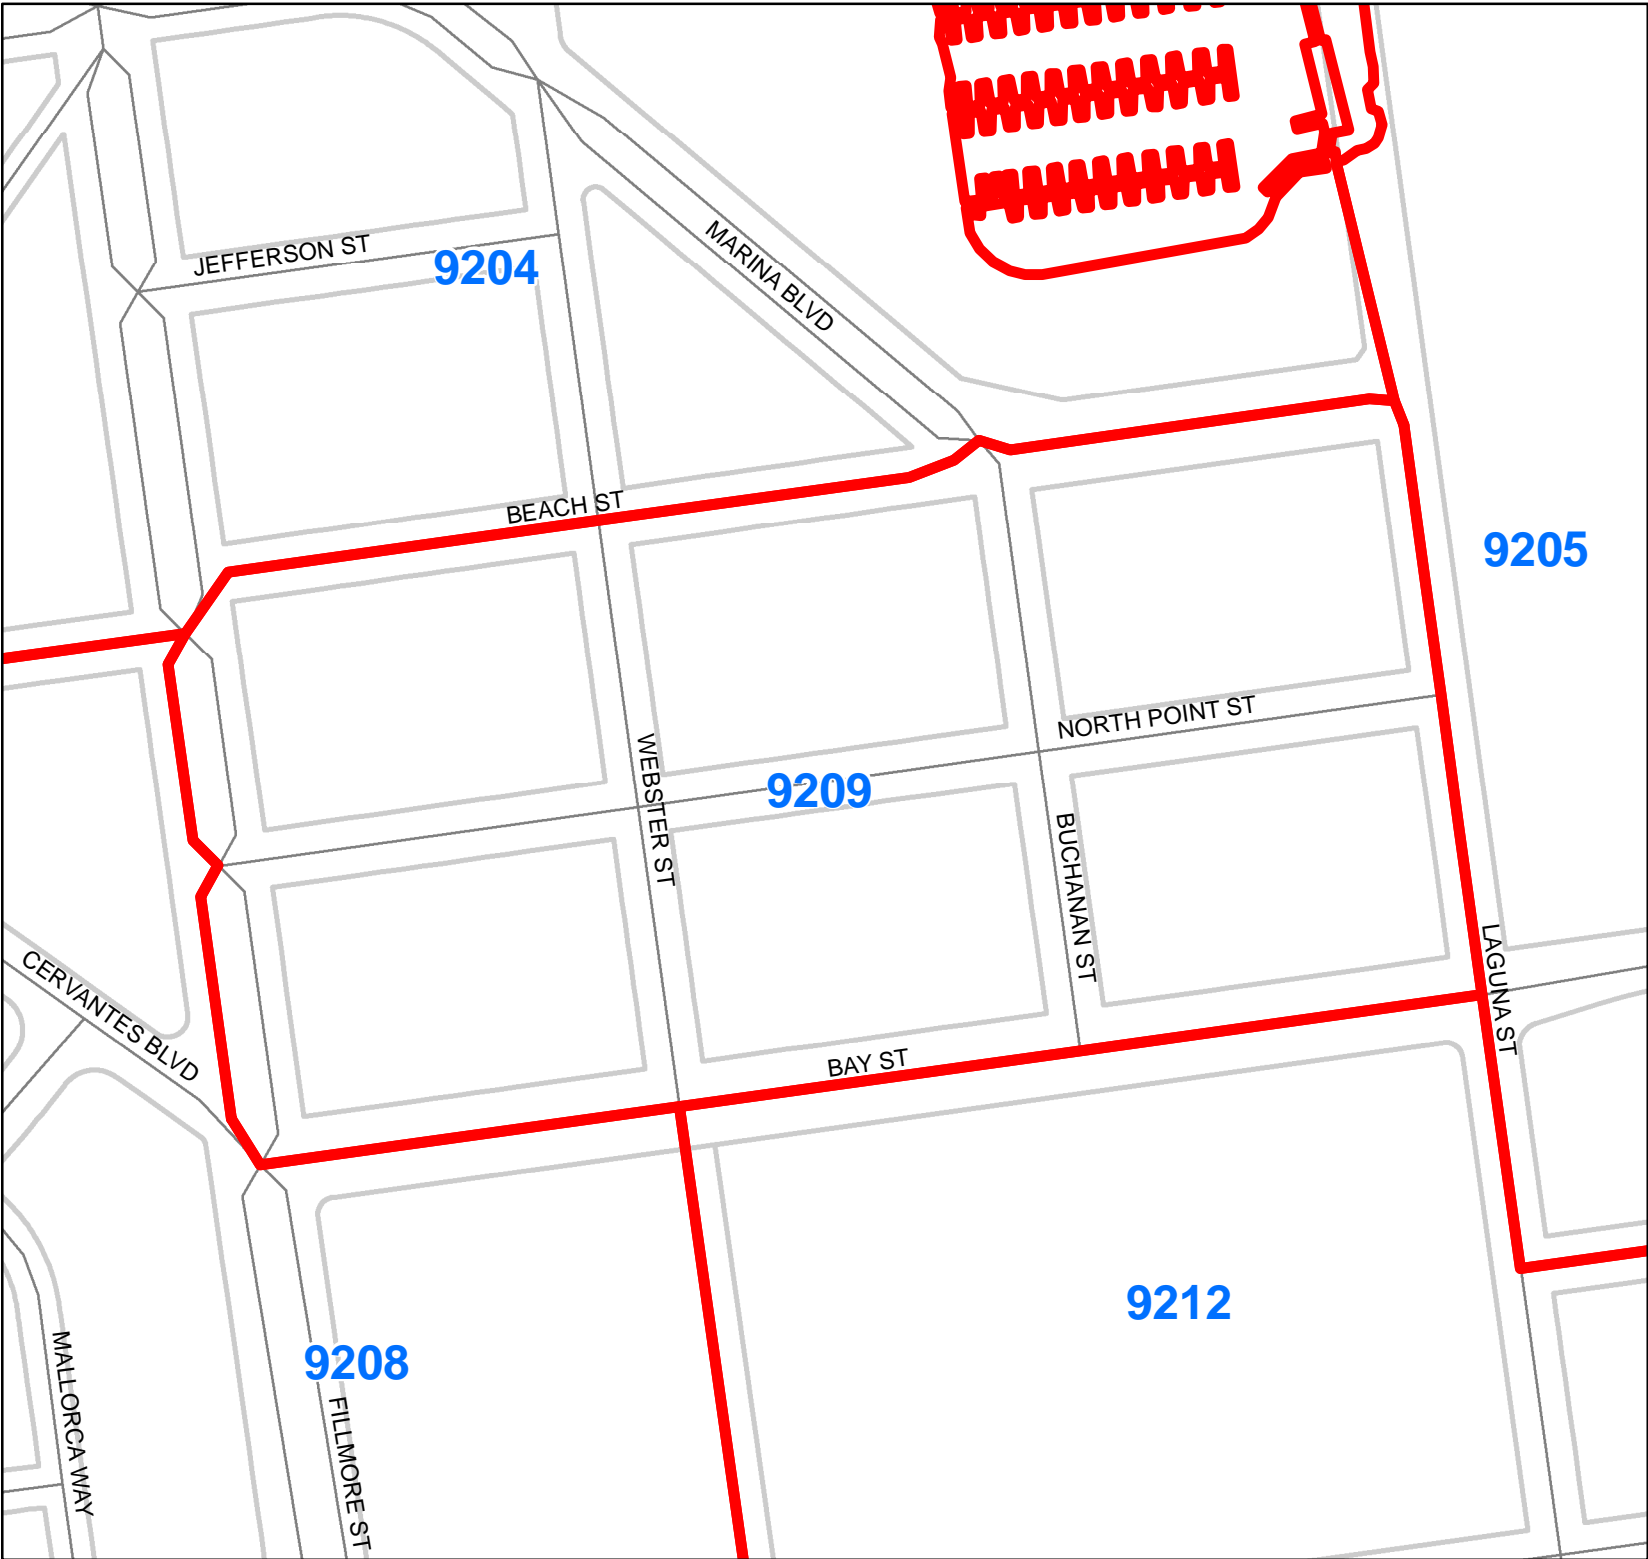 JEFFERSON ST
9204
MARINA BLVD
BEACH ST
9205
NORTH POINT ST
WEBSTER ST
9209
BUCHANAN ST
LAGUNA ST
CERVANTES BLVD
BAY ST
9212
9208
MALLORCA WAY
FILLMORE ST